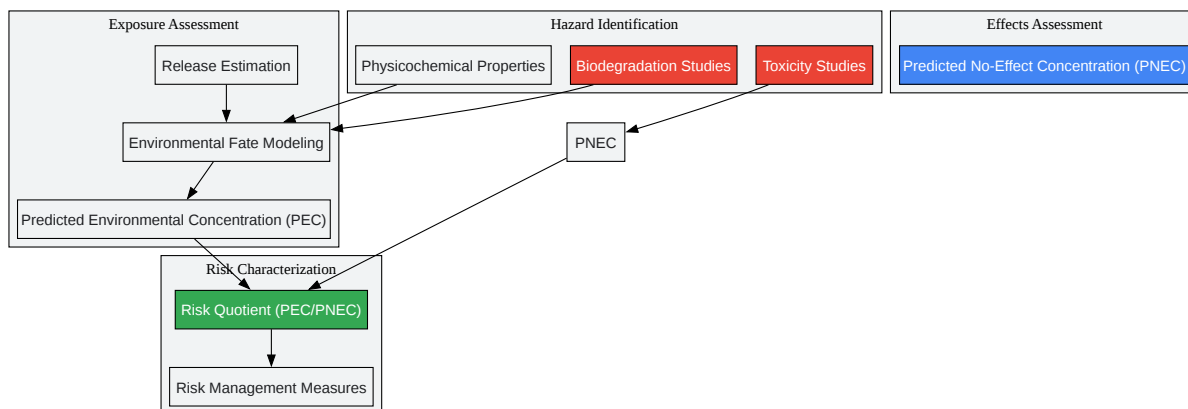 Exposure Assessment
Hazard Identification
Effects Assessment
Release Estimation
Physicochemical Properties
Biodegradation Studies
Toxicity Studies
Predicted No-Effect Concentration (PNEC)
Environmental Fate Modeling
PNEC
Predicted Environmental Concentration (PEC)
Risk Characterization
Risk Quotient (PEC/PNEC)
Risk Management Measures